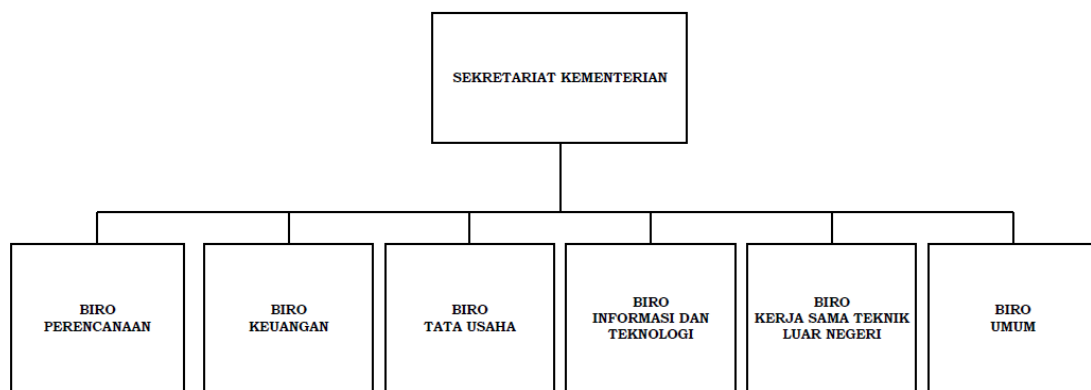 SEKRETARIAT KEMENTERIAN
BIRO
PERENCANAAN
BIRO
KEUANGAN
BIRO
TATA USAHA
BIRO
INFORMASI DAN
TEKNOLOGI
BIRO
KERJA SAMA TEKNIK
LUAR NEGERI
BIRO
UMUM